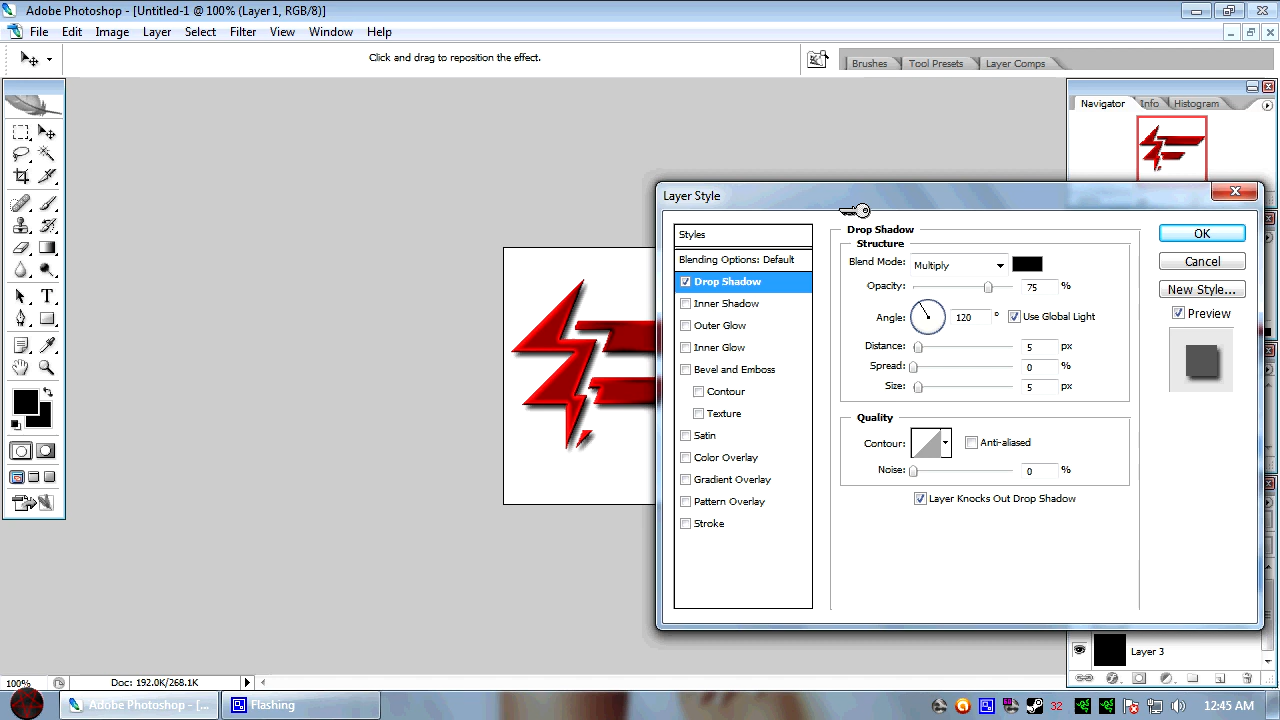 Adobe Photoshop - [Untitled-1 @ 100% (Layer 1, RGB/8)]
File Edit Image Layer Select Filter View Window Help
Click and drag to reposition the effect.
Brushes Tool Presets Layer Comps
Navigator Info Histogram
Layer Style
Styles
Blending Options: Default
Drop Shadow
Inner Shadow
Outer Glow
Inner Glow
Bevel and Emboss
Contour
Texture
Satin
Color Overlay
Gradient Overlay
Pattern Overlay
Stroke
Drop Shadow
Structure
Blend Mode: Multiply
Opacity: 75 %
Angle: 120 ° Use Global Light
Distance: 5 px
Spread: 0 %
Size: 5 px
Quality
Contour: Anti-aliased
Noise: 0 %
Layer Knocks Out Drop Shadow
OK
Cancel
New Style...
Preview
Layer 3
100% Doc: 192.0K/268.1K
Adobe Photoshop - [... Flashing 32 12:45 AM